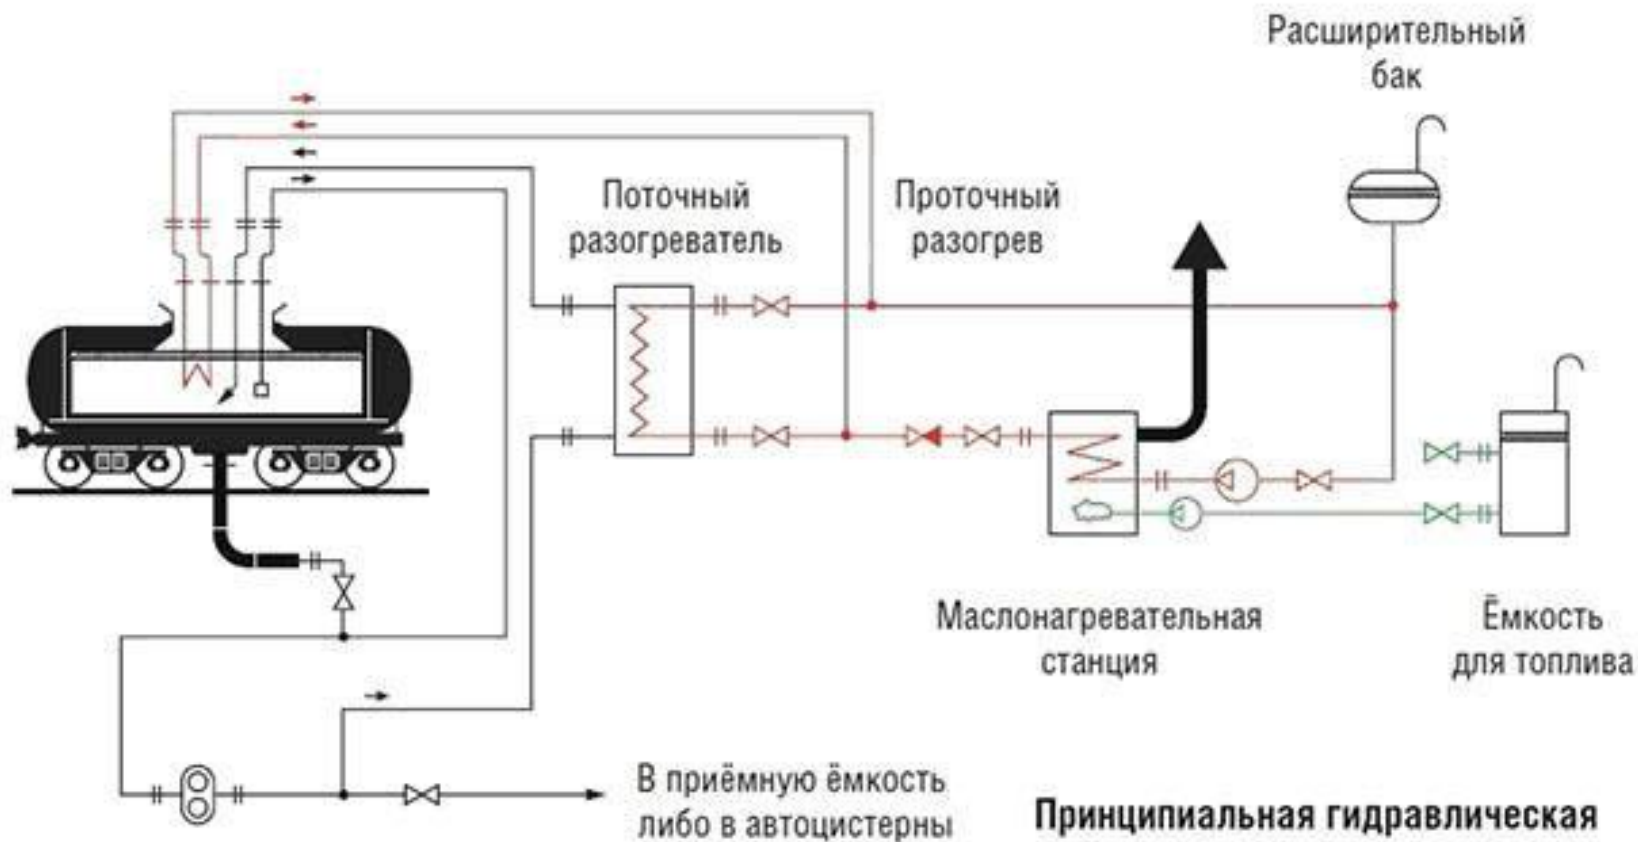 Расширительный
бак
Поточный
разогреватель
Проточный
разогрев
Маслонагревательная
станция
Ёмкость
для топлива
В приёмную ёмкость
либо в автоцистерны
Принципиальная гидравлическая